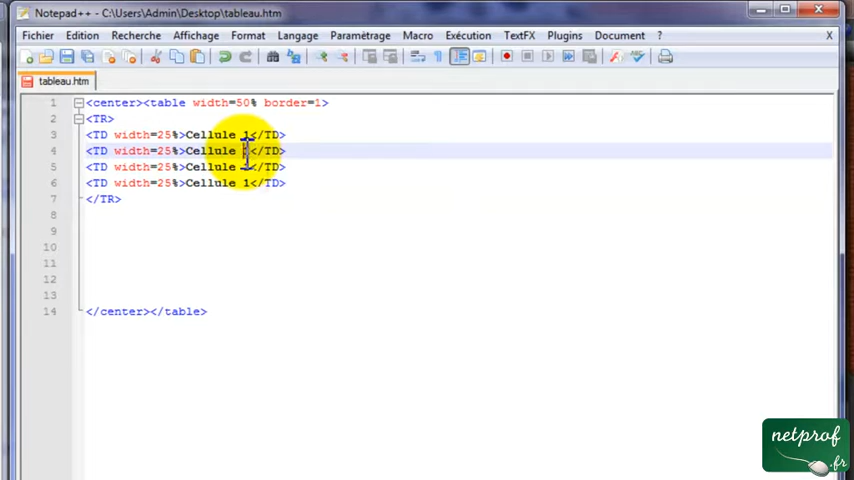 Notepad++ - C:\Users\Admin\Desktop\tableau.htm
Fichier Edition Recherche Affichage Format Langage Paramétrage Macro Exécution TextFX Plugins Document ? X
tableau.htm
1 <center><table width=50% border=1>
2 <TR>
3 <TD width=25%>Cellule 1</TD>
4 <TD width=25%>Cellule </TD>
5 <TD width=25%>Cellule </TD>
6 <TD width=25%>Cellule 1</TD>
7 </TR>
8
9
10
11
12
13
14 </center></table>
netprof
.fr